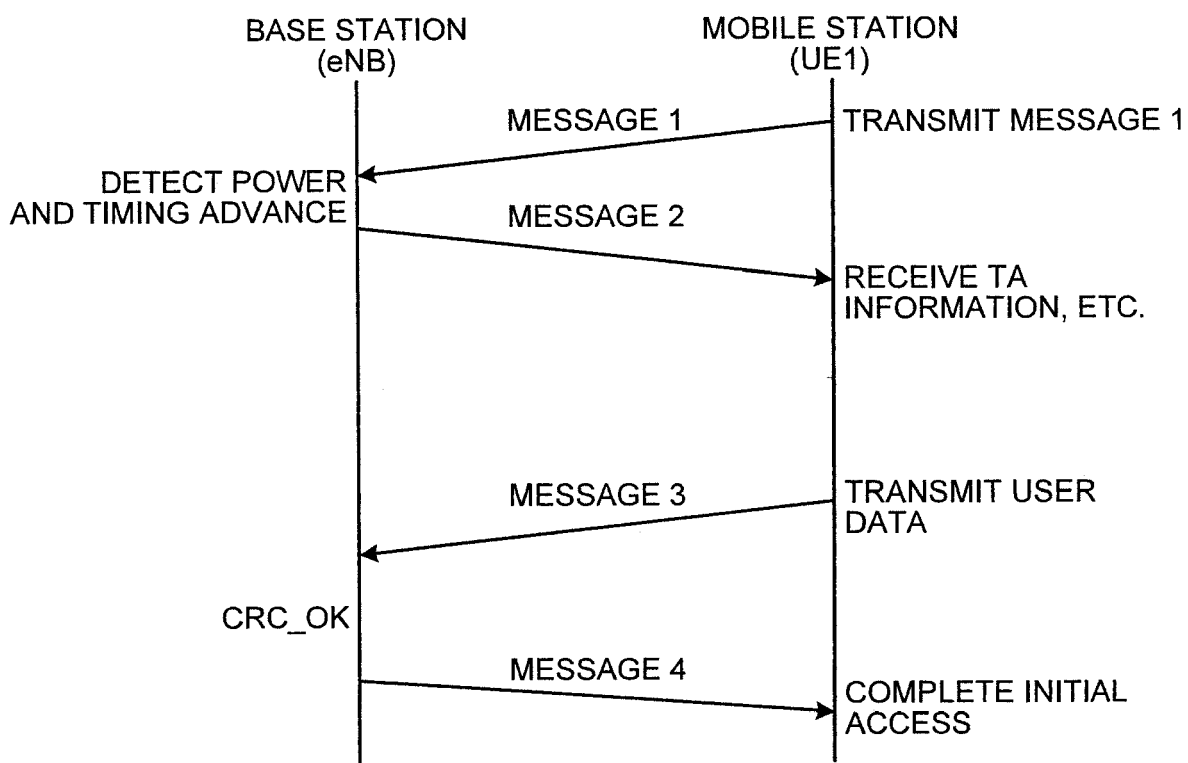 BASE STATION
(eNB)
MOBILE STATION
(UE1)
MESSAGE 1
TRANSMIT MESSAGE 1
DETECT POWER
AND TIMING ADVANCE
MESSAGE 2
RECEIVE TA
INFORMATION, ETC.
MESSAGE 3
TRANSMIT USER
DATA
CRC_OK
MESSAGE 4
COMPLETE INITIAL
ACCESS